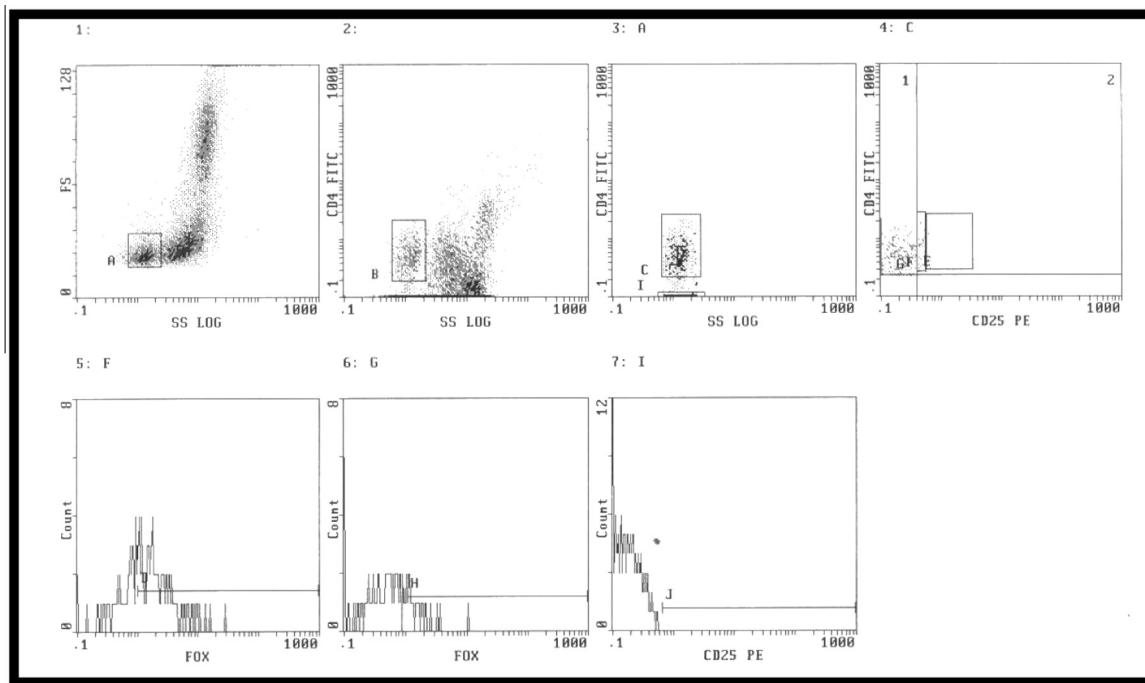 1:
2:
3: A
4: C
128
FS
0
A
.1
1000
SS LOG
1000
CD4 FITC
.1
B
.1
1000
SS LOG
1000
CD4 FITC
.1
C
I
.1
1000
SS LOG
1000
CD4 FITC
.1
1
2
G F E
.1
1000
CD25 PE
5: F
6: G
7: I
8
Count
0
D
.1
1000
FOX
8
Count
0
H
.1
1000
FOX
12
Count
0
J
.1
1000
CD25 PE